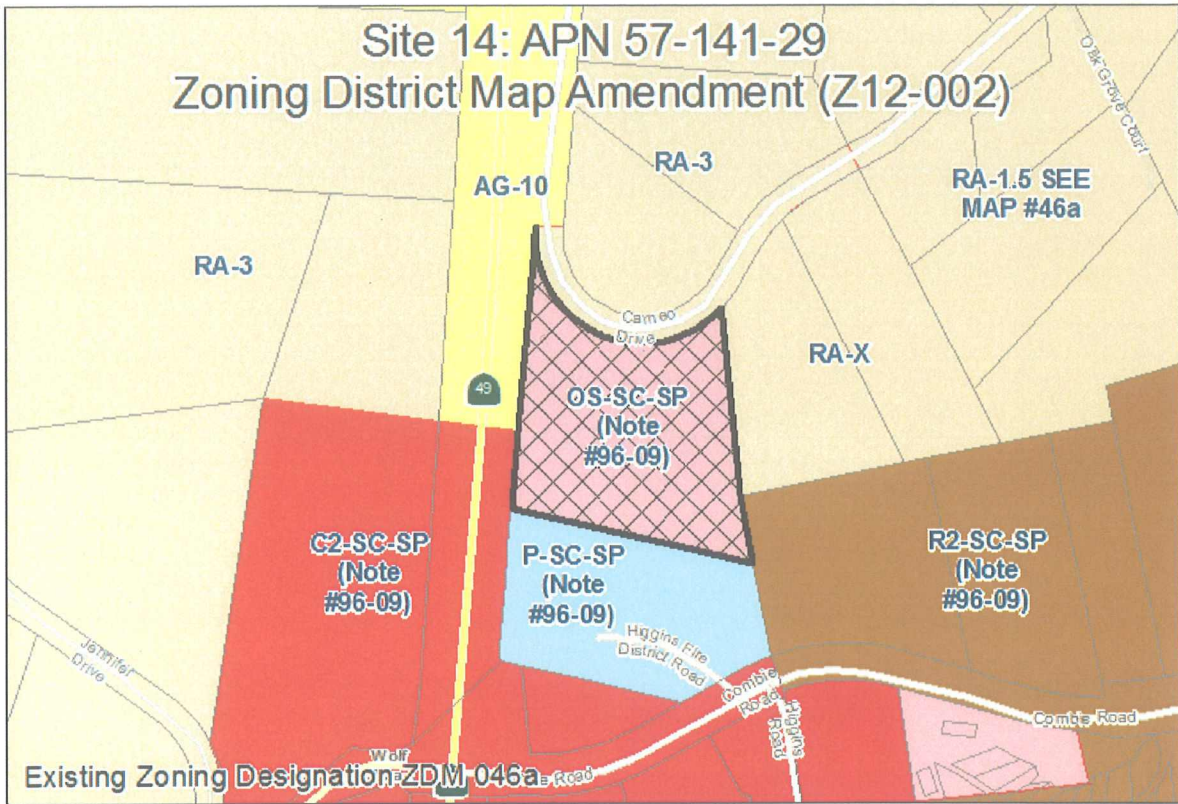 Site 14: APN 57-141-29
Zoning District Map Amendment (Z12-002)
Oak Grove Court
RA-3
AG-10
RA-1.5 SEE
MAP #46a
RA-3
Cameo
Drive
RA-X
49
OS-SC-SP
(Note
#96-09)
C2-SC-SP
(Note
#96-09)
P-SC-SP
(Note
#96-09)
R2-SC-SP
(Note
#96-09)
Higgins Fire
District Road
Jennifer
Drive
Combie
Road
Higgins
Road
Combie Road
Wolf
Road
Existing Zoning Designation ZDM 046a